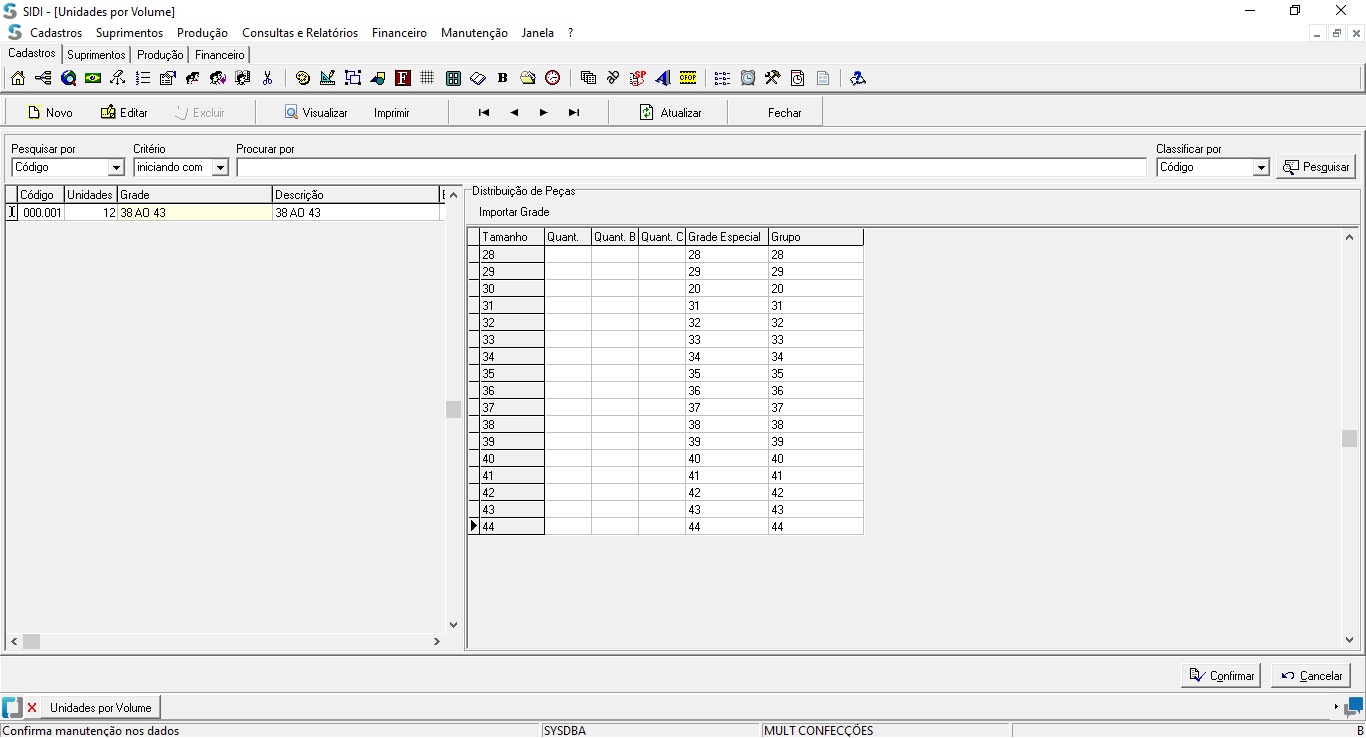 SIDI - [Unidades por Volume]
Cadastros Suprimentos Produção Consultas e Relatórios Financeiro Manutenção Janela ?
Cadastros Suprimentos Produção Financeiro
F B SP CFOP
Novo Editar Excluir Visualizar Imprimir Atualizar Fechar
Pesquisar por Critério Procurar por Classificar por
Código iniciando com Código Pesquisar
Código Unidades Grade Descrição E
000.001 12 38 AO 43 38 AO 43
Distribuição de Peças
Importar Grade
Tamanho Quant. Quant. B Quant. C Grade Especial Grupo
28 28 28
29 29 29
30 20 20
31 31 31
32 32 32
33 33 33
34 34 34
35 35 35
36 36 36
37 37 37
38 38 38
39 39 39
40 40 40
41 41 41
42 42 42
43 43 43
44 44 44
Confirmar Cancelar
Unidades por Volume
Confirma manutenção nos dados SYSDBA MULT CONFECÇÕES B